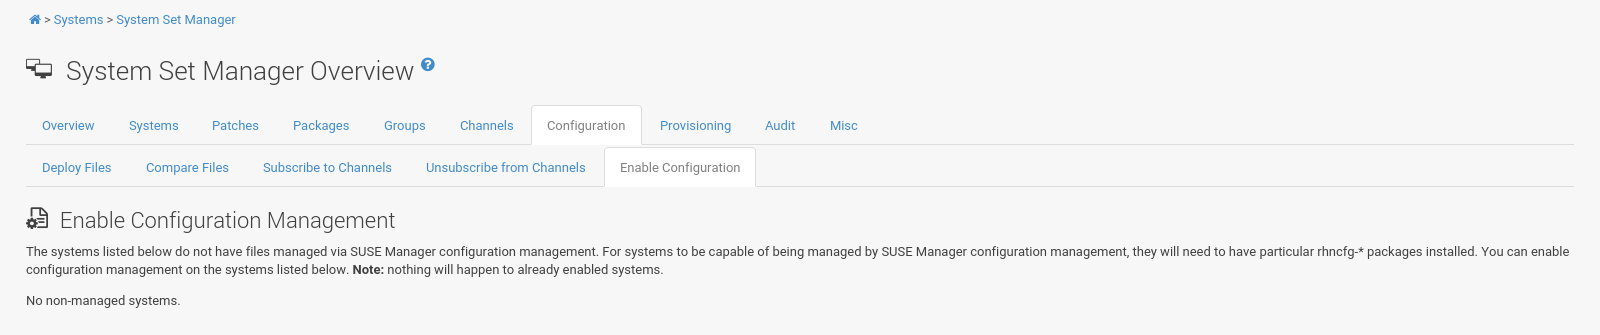 > Systems > System Set Manager
System Set Manager Overview ?
Overview Systems Patches Packages Groups Channels Configuration Provisioning Audit Misc
Deploy Files Compare Files Subscribe to Channels Unsubscribe from Channels Enable Configuration
Enable Configuration Management
The systems listed below do not have files managed via SUSE Manager configuration management. For systems to be capable of being managed by SUSE Manager configuration management, they will need to have particular rhncfg-* packages installed. You can enable
configuration management on the systems listed below. Note: nothing will happen to already enabled systems.
No non-managed systems.